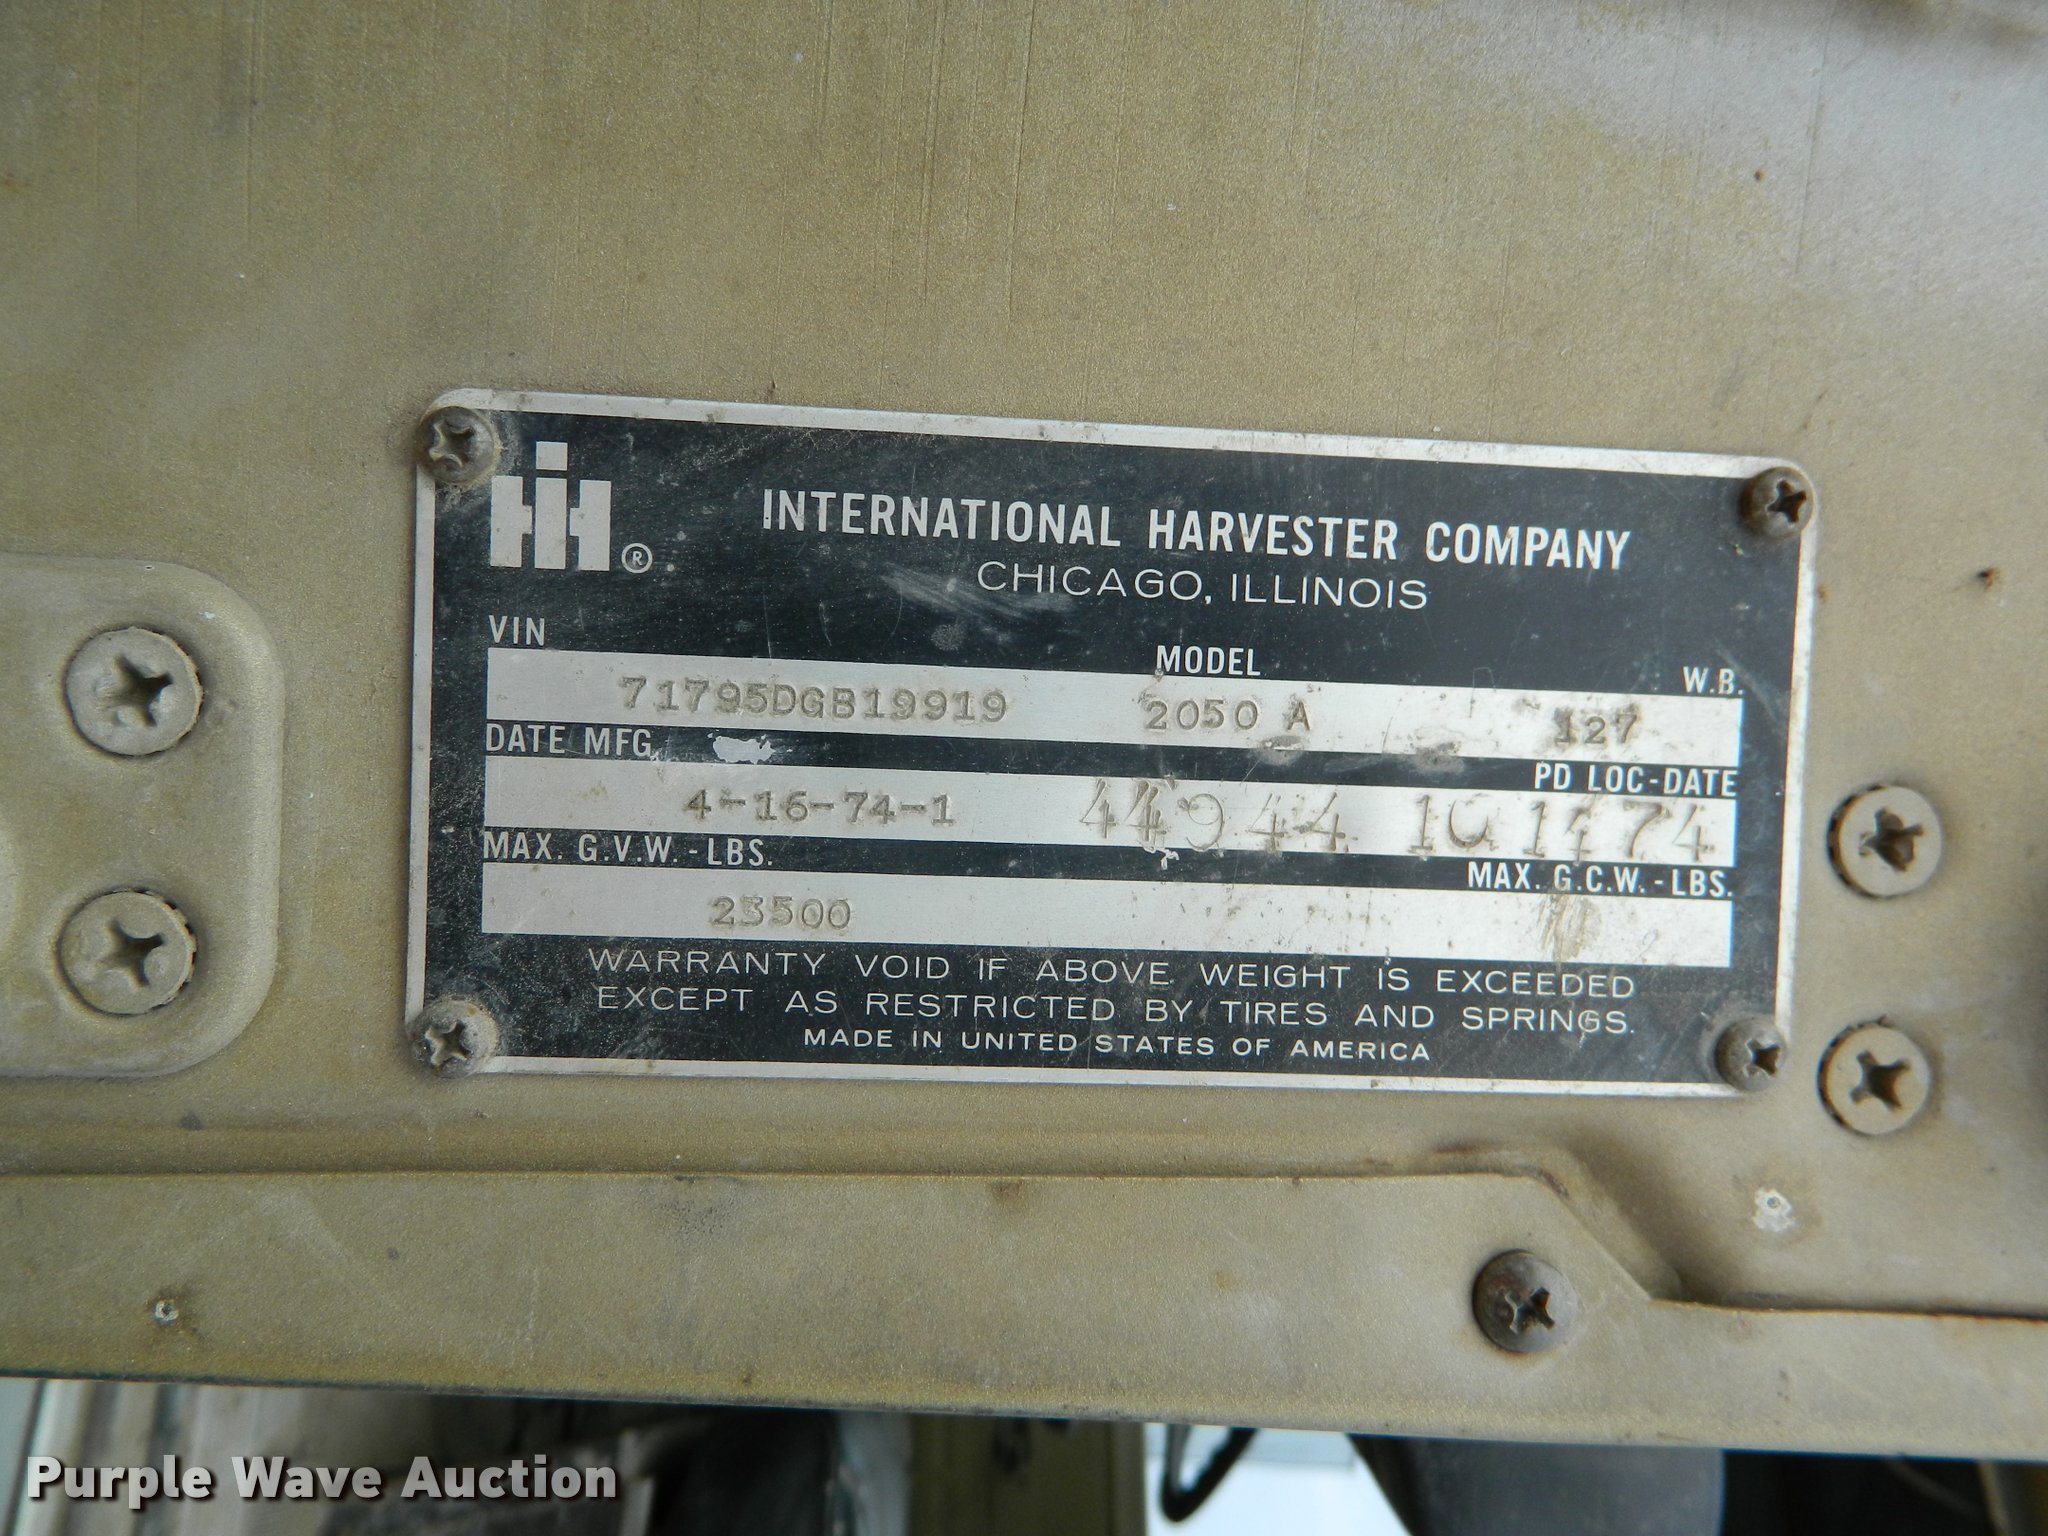 IH ®
INTERNATIONAL HARVESTER COMPANY
CHICAGO, ILLINOIS
VIN MODEL W.B.
71795DGB19919 2050 A 127
DATE MFG. PD LOC-DATE
4-16-74-1 44944
MAX. G.V.W. - LBS. MAX. G.C.W. - LBS.
23500
WARRANTY VOID IF ABOVE WEIGHT IS EXCEEDED
EXCEPT AS RESTRICTED BY TIRES AND SPRINGS.
MADE IN UNITED STATES OF AMERICA
Purple Wave Auction